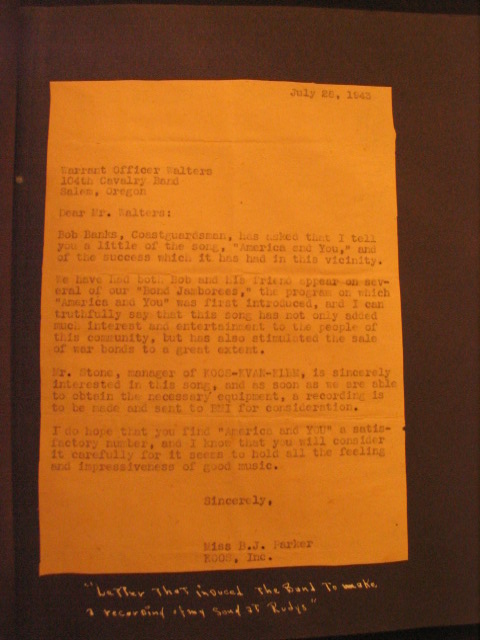 July 28, 1943
Warrant Officer Walters
104th Cavalry Band
Salem, Oregon
Dear Mr. Walters:
Bob Banks, Coastguardsman, has asked that I tell
you a little of the song, "America and You," and
of the success which it has had in this vicinity.
We have had both Bob and his friend appear on sev-
eral of our "Bond Jamborees," the program on which
"America and You" was first introduced, and I can
truthfully say that this song has not only added
much interest and entertainment to the people of
this community, but has also stimulated the sale
of war bonds to a great extent.
Mr. Stone, manager of KOOS-KVAN- is sincerely
interested in this song, and as soon as we are able
to obtain the necessary equipment, a recording is
to be made and sent to BMI for consideration.
I do hope that you find "America and YOU" a satis-
factory number, and I know that you will consider
it carefully for it seems to hold all the feeling
and impressiveness of good music.
Sincerely,
Miss B.J. Parker
KOOS, Inc.
"Letter that induced the Band to make
a recording of my song at Rudys"